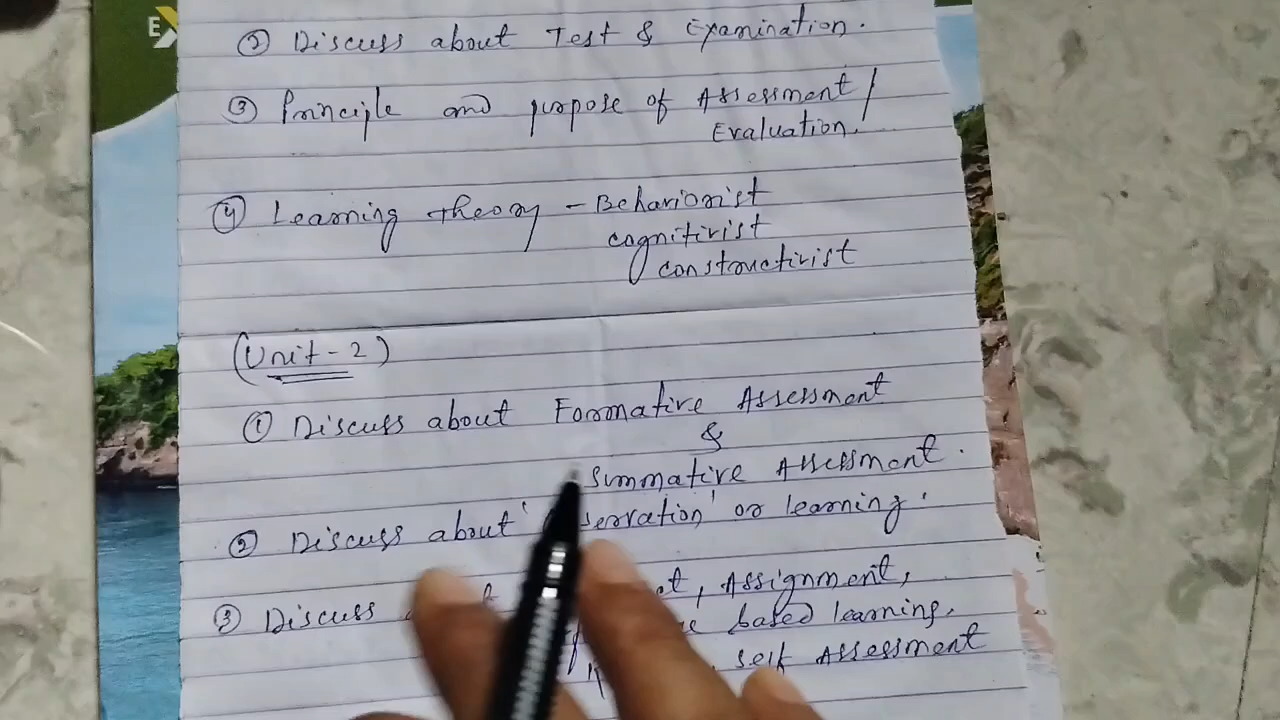 EX
② Discuss about Test & Examination.
③ Principle and purpose of Assessment/
Evaluation.
④ Learning theory - Behaviorist
cognitivist
constructivist
(Unit-2)
① Discuss about Formative Assessment
&
Summative Assessment.
② Discuss about 'observation' or learning.
③ Discuss Assignment,
based learning,
self Assessment